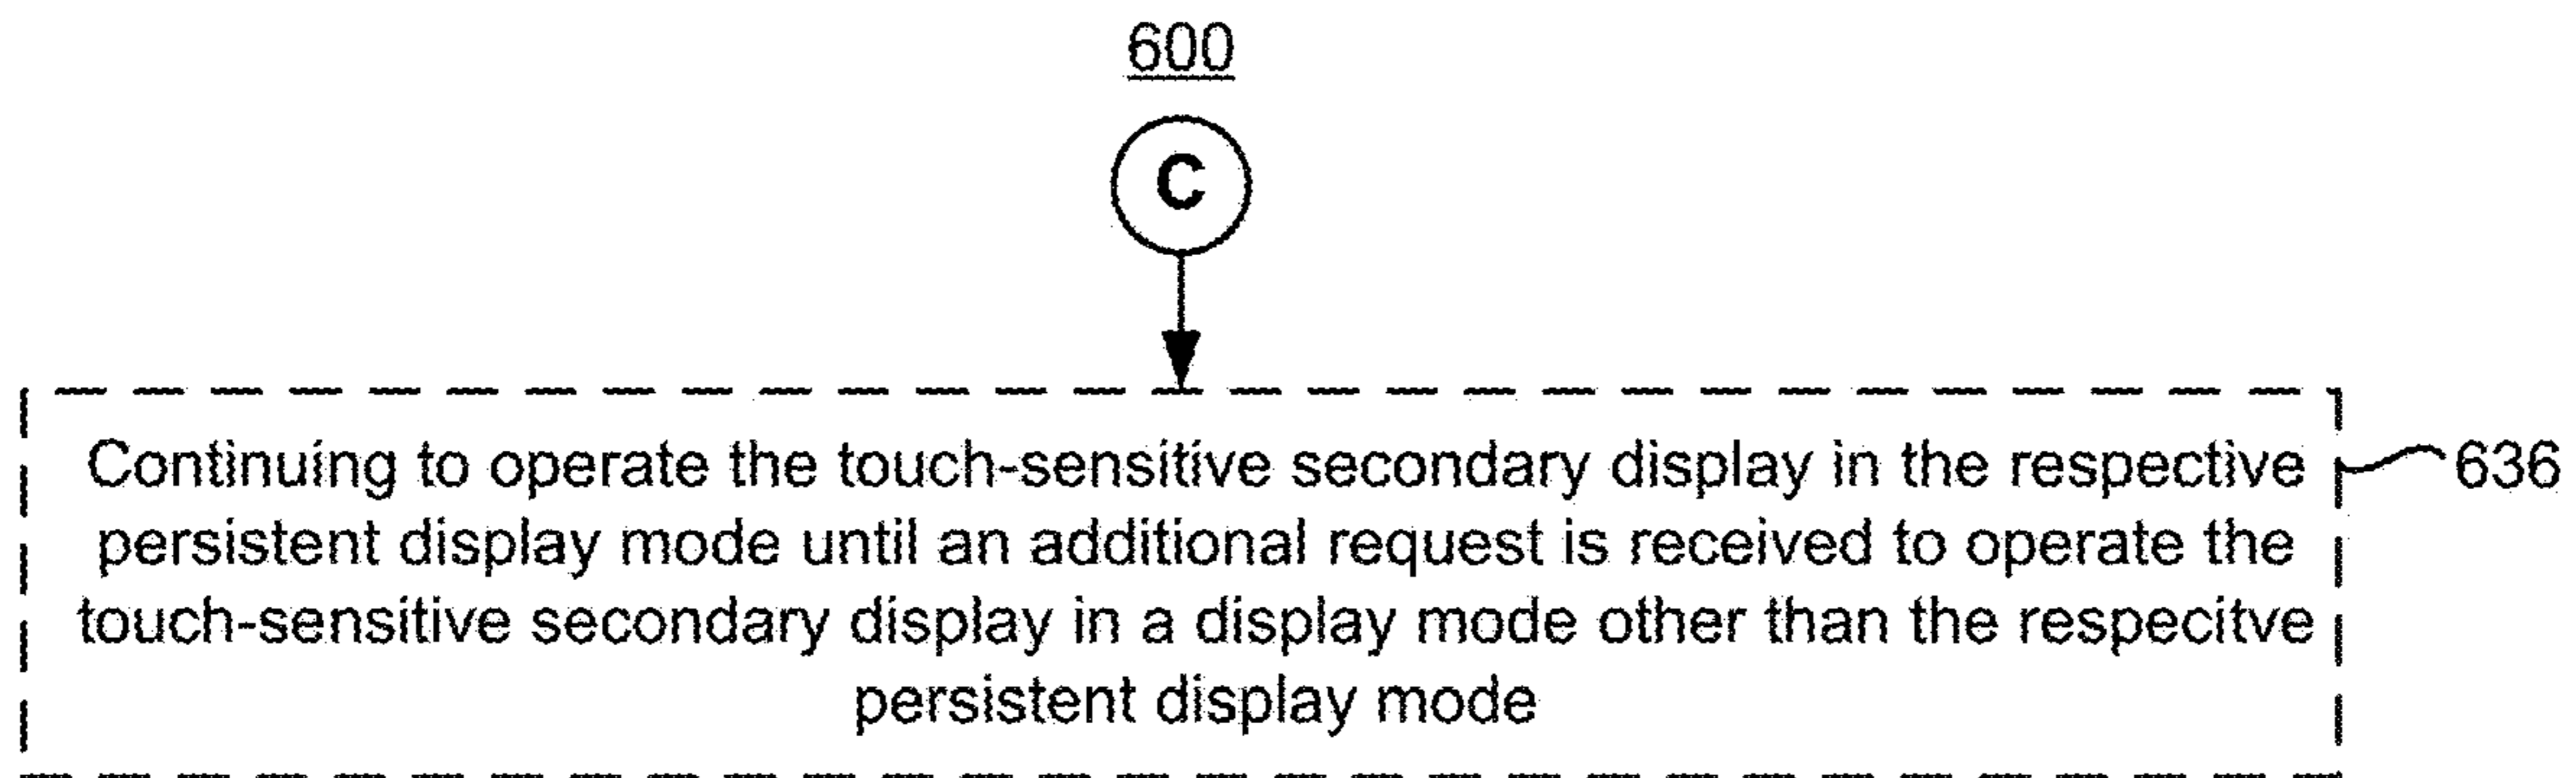 600
C
Continuing to operate the touch-sensitive secondary display in the respective
636
persistent display mode until an additional request is received to operate the
touch-sensitive secondary display in a display mode other than the respecitve
persistent display mode